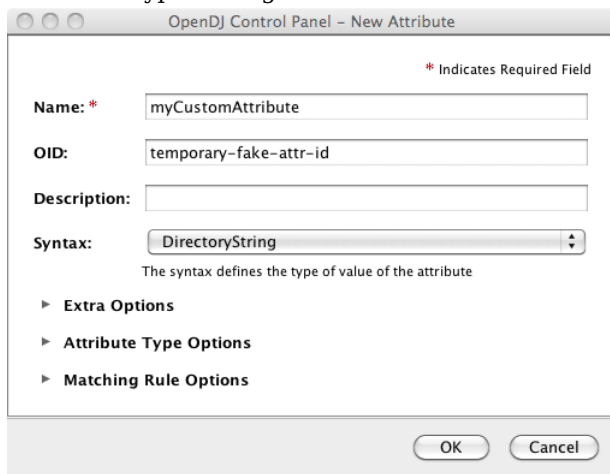 OpenDJ Control Panel – New Attribute
* Indicates Required Field
Name: * myCustomAttribute
OID: temporary-fake-attr-id
Description:
Syntax: DirectoryString
The syntax defines the type of value of the attribute
Extra Options
Attribute Type Options
Matching Rule Options
OK Cancel